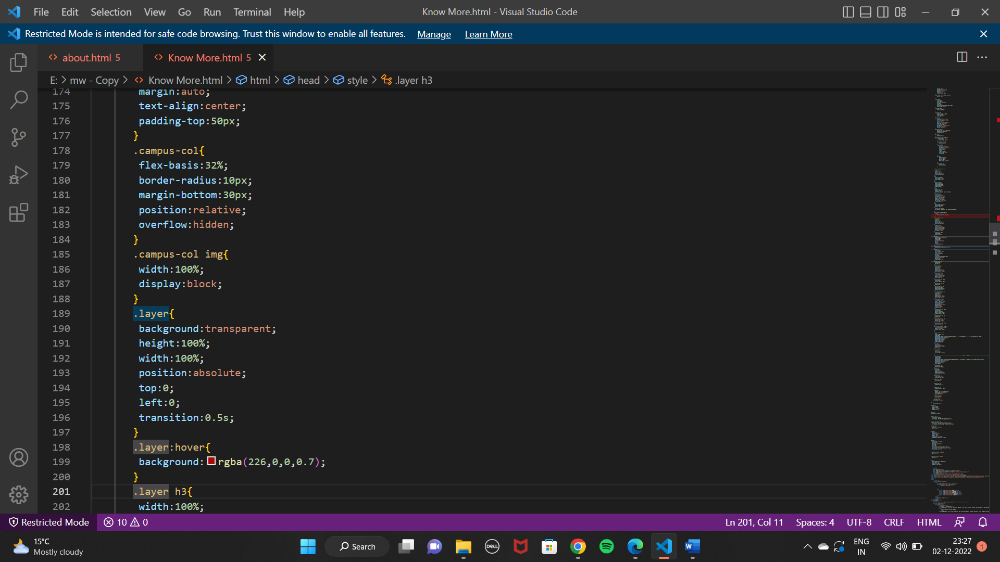 File Edit Selection View Go Run Terminal Help Know More.html - Visual Studio Code
Restricted Mode is intended for safe code browsing. Trust this window to enable all features. Manage Learn More
about.html 5 Know More.html 5
E: > mw - Copy > Know More.html > html > head > style > .layer h3
174 margin:auto;
175 text-align:center;
176 padding-top:50px;
177 }
178 .campus-col{
179 flex-basis:32%;
180 border-radius:10px;
181 margin-bottom:30px;
182 position:relative;
183 overflow:hidden;
184 }
185 .campus-col img{
186 width:100%;
187 display:block;
188 }
189 .layer{
190 background:transparent;
191 height:100%;
192 width:100%;
193 position:absolute;
194 top:0;
195 left:0;
196 transition:0.5s;
197 }
198 .layer:hover{
199 background:rgba(226,0,0,0.7);
200 }
201 .layer h3{
202 width:100%;
Restricted Mode 10 0 Ln 201, Col 11 Spaces: 4 UTF-8 CRLF HTML
15°C
Mostly cloudy
Search
DELL
W
ENG
IN
23:27
02-12-2022
1